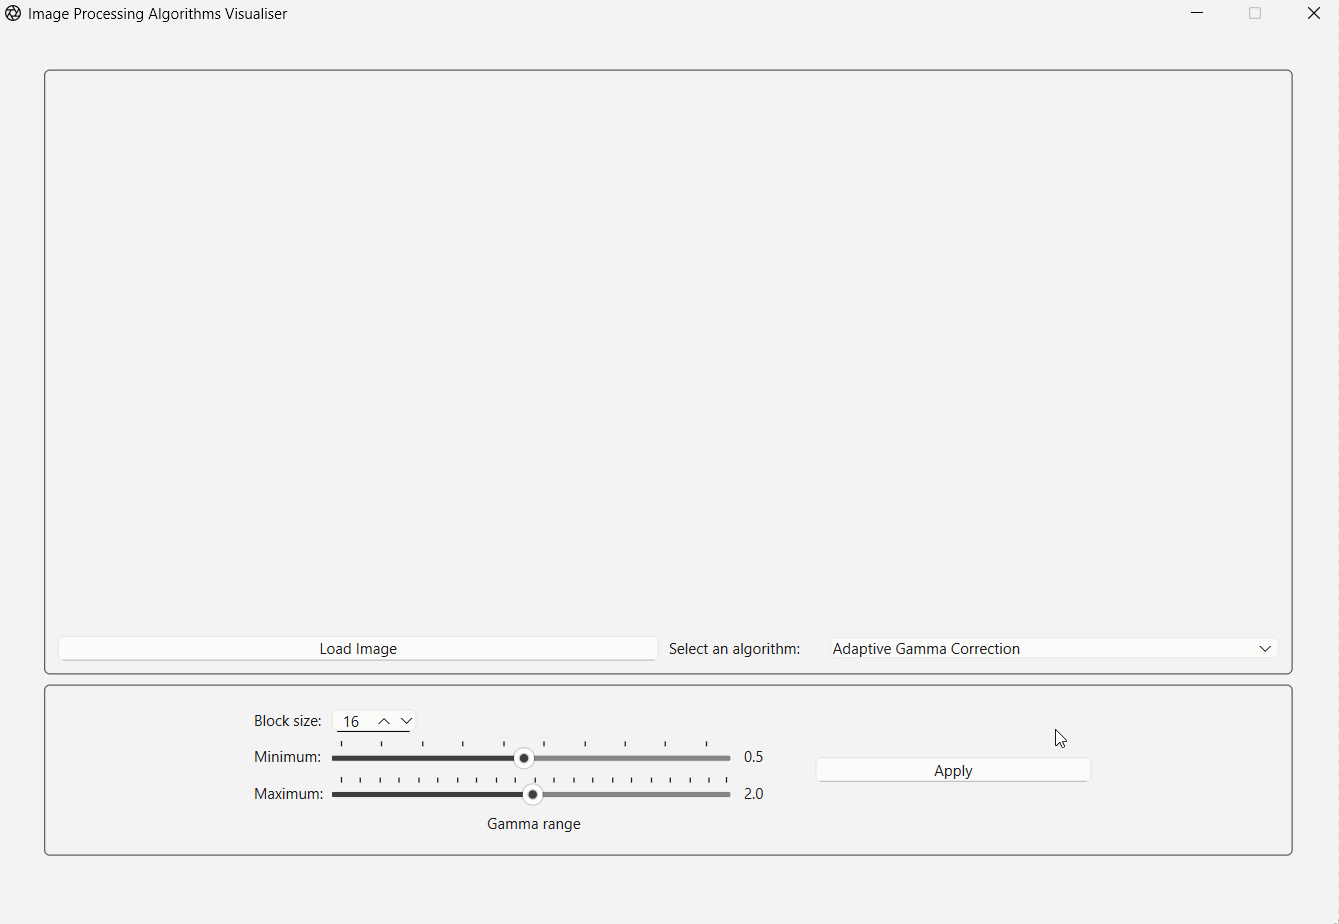 Image Processing Algorithms Visualiser
Load Image Select an algorithm: Adaptive Gamma Correction
Block size: 16
Minimum: 0.5
Apply
Maximum: 2.0
Gamma range